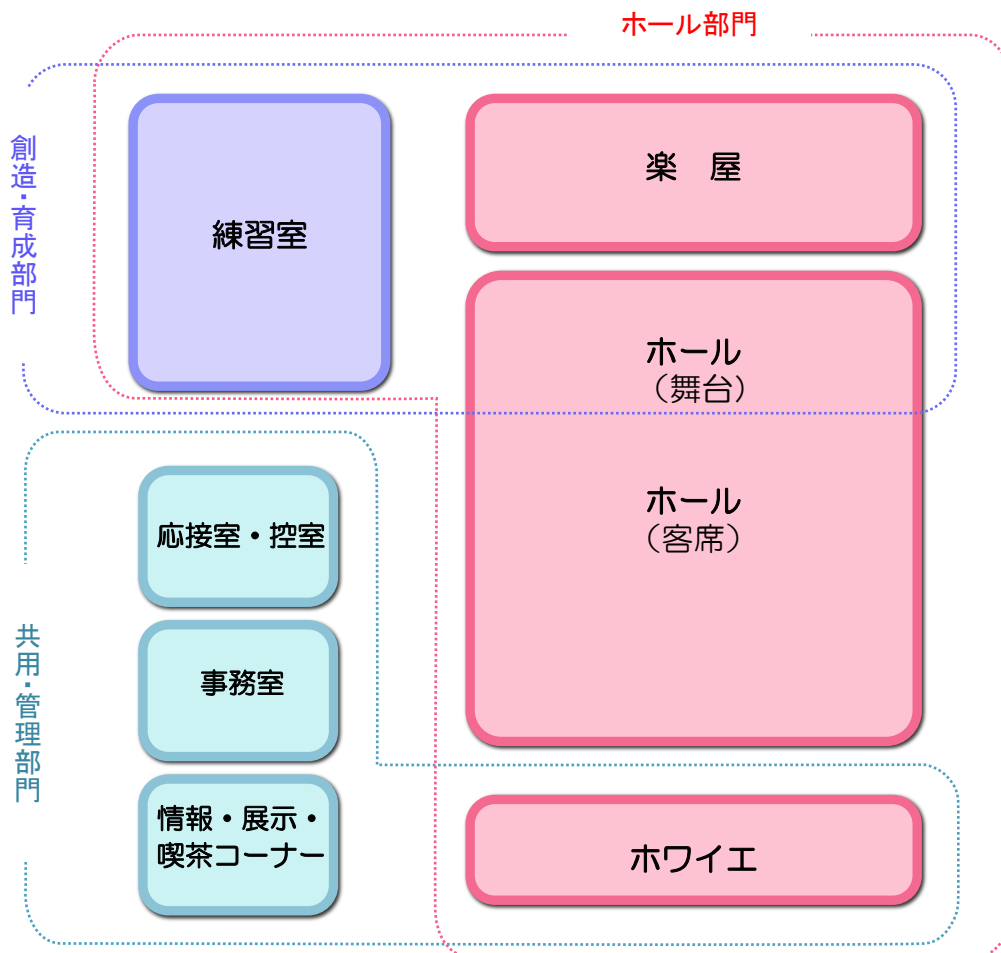 ホール部門
創造・育成部門
練習室
楽　屋
ホール
（舞台）
ホール
（客席）
共用・管理部門
応接室・控室
事務室
情報・展示・
喫茶コーナー
ホワイエ